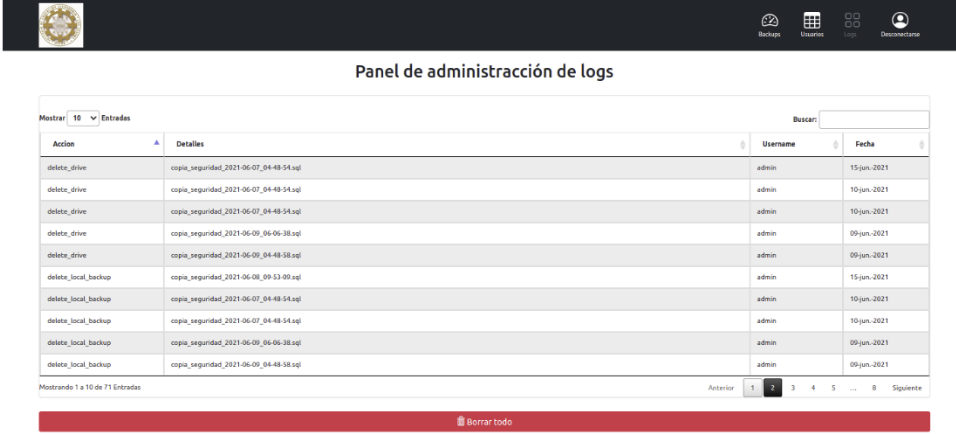 Backups Usuarios Logs Desconectarse
Panel de administracción de logs
Mostrar 10 Entradas Buscar:
Accion Detalles Username Fecha
delete_drive copia_seguridad_2021-06-07_04-48-54.sql admin 15-jun.-2021
delete_drive copia_seguridad_2021-06-07_04-48-54.sql admin 10-jun.-2021
delete_drive copia_seguridad_2021-06-07_04-48-54.sql admin 10-jun.-2021
delete_drive copia_seguridad_2021-06-09_06-06-38.sql admin 09-jun.-2021
delete_drive copia_seguridad_2021-06-09_04-48-58.sql admin 09-jun.-2021
delete_local_backup copia_seguridad_2021-06-08_09-53-09.sql admin 15-jun.-2021
delete_local_backup copia_seguridad_2021-06-07_04-48-54.sql admin 10-jun.-2021
delete_local_backup copia_seguridad_2021-06-07_04-48-54.sql admin 10-jun.-2021
delete_local_backup copia_seguridad_2021-06-09_06-06-38.sql admin 09-jun.-2021
delete_local_backup copia_seguridad_2021-06-09_04-48-58.sql admin 09-jun.-2021
Mostrando 1 a 10 de 71 Entradas Anterior 1 2 3 4 5 ... 8 Siguiente
Borrar todo